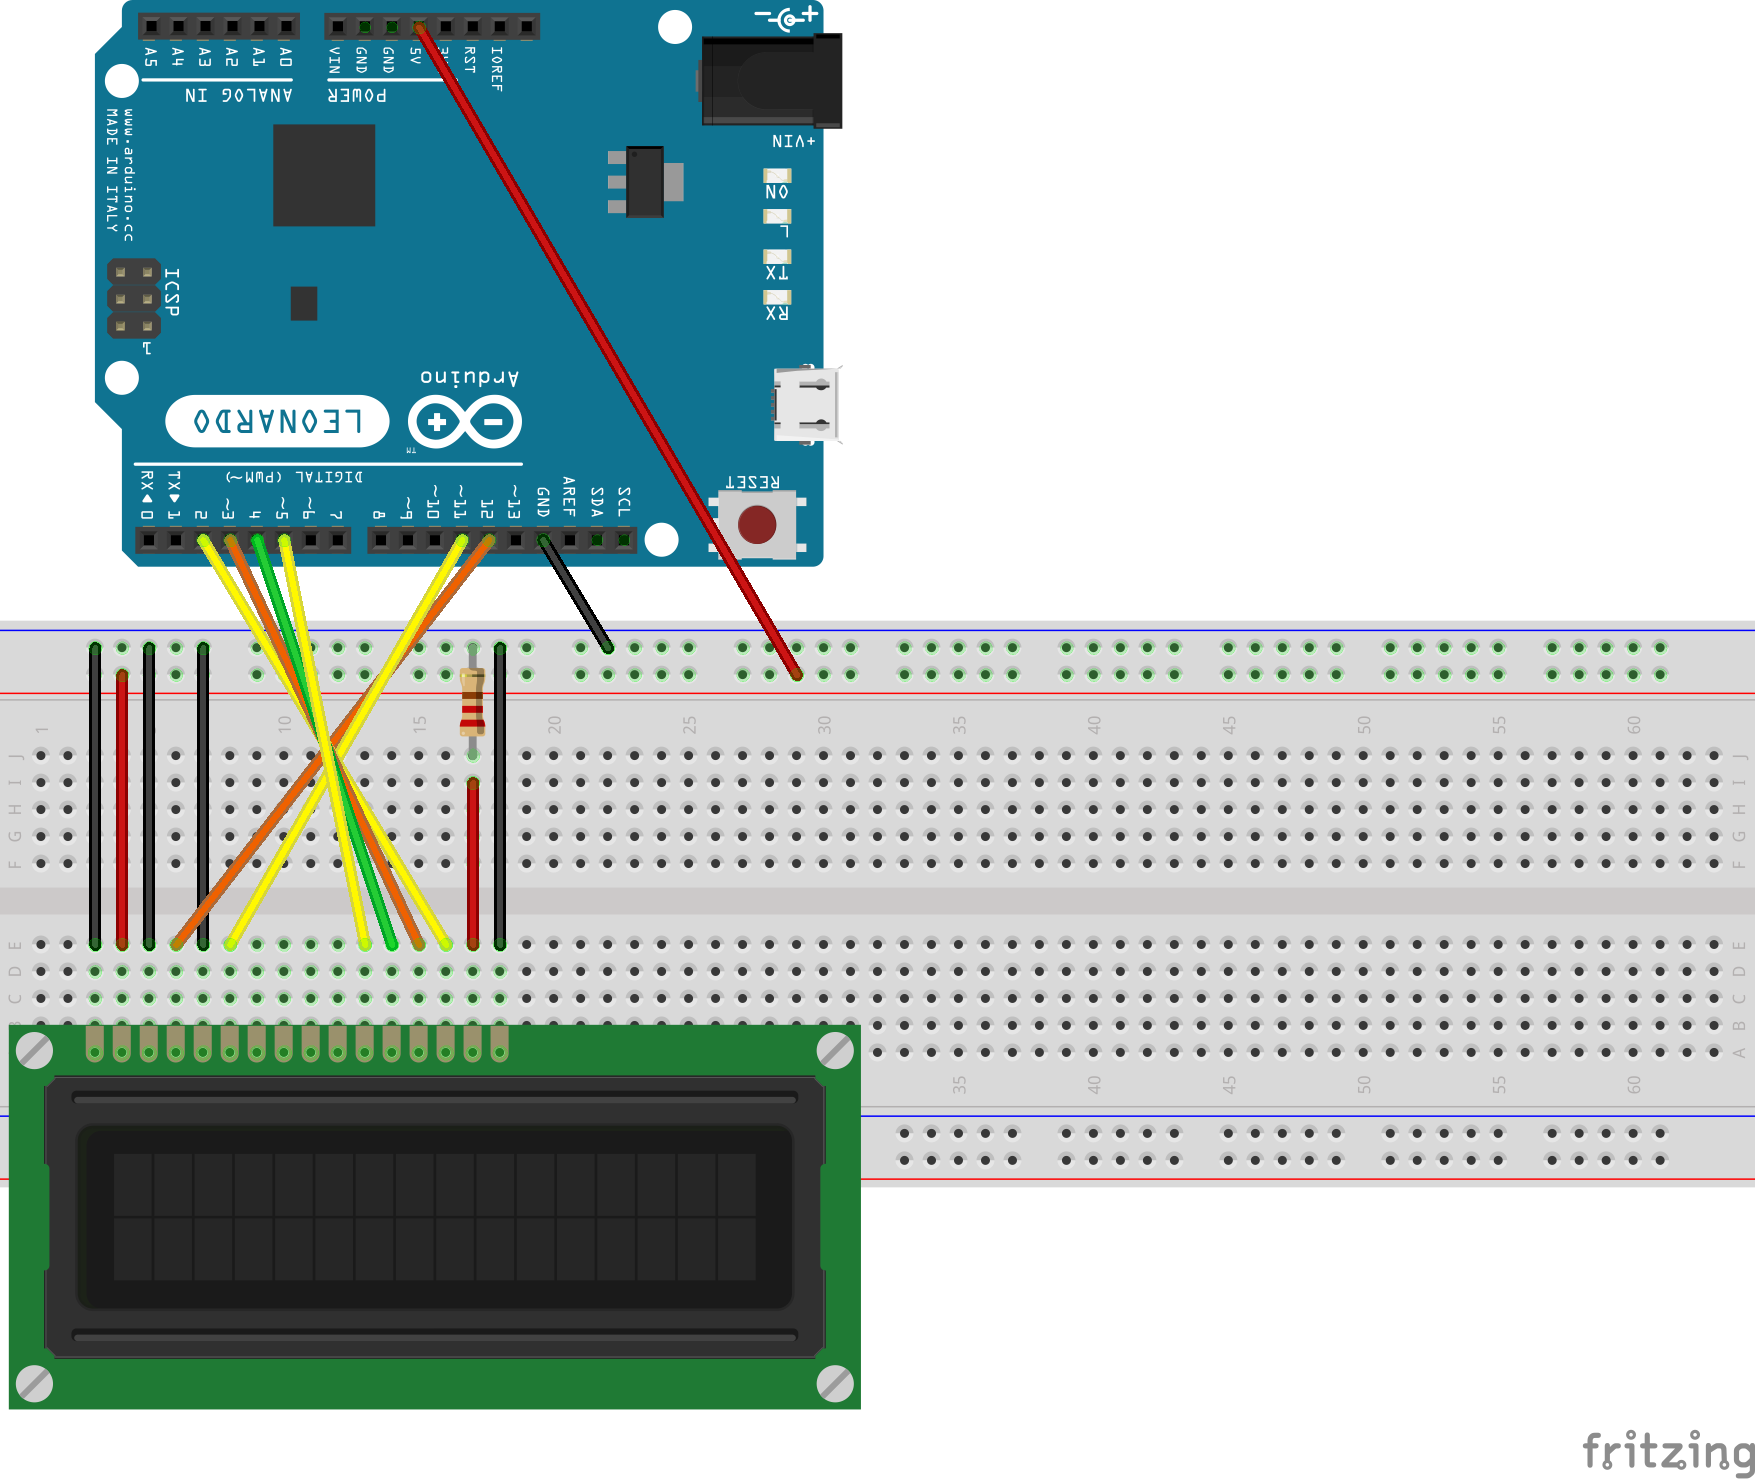 A5 A4 A3 A2 A1 A0
VIN GND GND 5V RST IOREF
ANALOG IN
POWER
+VIN
www.arduino.cc
MADE IN ITALY
ON
L
TX
RX
ICSP
1
Arduino
LEONARDO
TM
RESET
DIGITAL (PWM~)
RX◀0 TX▶1 2 ~3 4 ~5 ~6 7 8 ~9 ~10 ~11 12 ~13 GND AREF SDA SCL
1 10 15 20 25 30 35 40 45 50 55 60
J J
I I
H H
G G
F F
E E
D D
C C
B B
A
35 40 45 50 55 60
fritzing